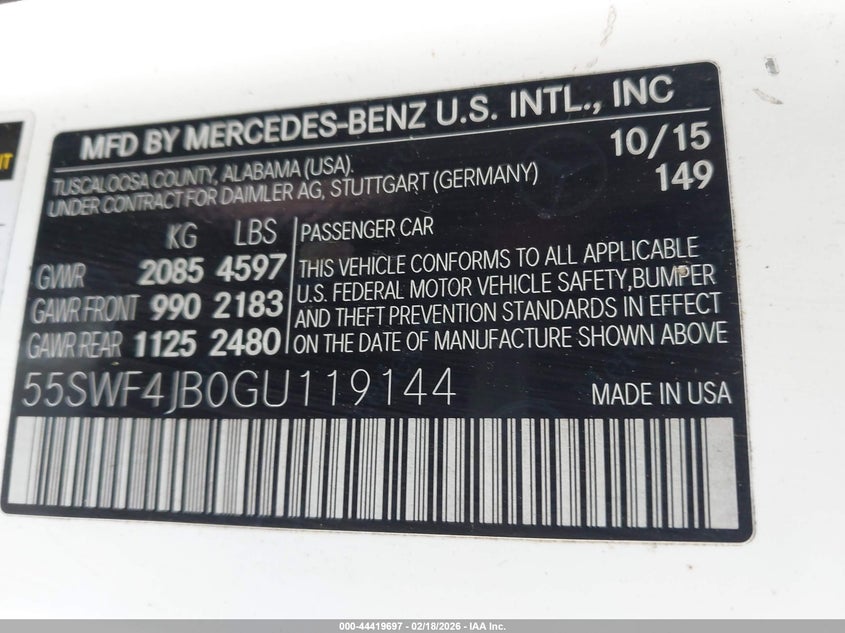 MFD BY MERCEDES-BENZ U.S. INTL., INC
TUSCALOOSA COUNTY, ALABAMA (USA).
UNDER CONTRACT FOR DAIMLER AG, STUTTGART (GERMANY)
10/15
149
KG LBS
GVWR 2085 4597
GAWR FRONT 990 2183
GAWR REAR 1125 2480
PASSENGER CAR
THIS VEHICLE CONFORMS TO ALL APPLICABLE
U.S. FEDERAL MOTOR VEHICLE SAFETY, BUMPER
AND THEFT PREVENTION STANDARDS IN EFFECT
ON THE DATE OF MANUFACTURE SHOWN ABOVE
55SWF4JB0GU119144
MADE IN USA
000-44419697 - 02/18/2026 - IAA Inc.